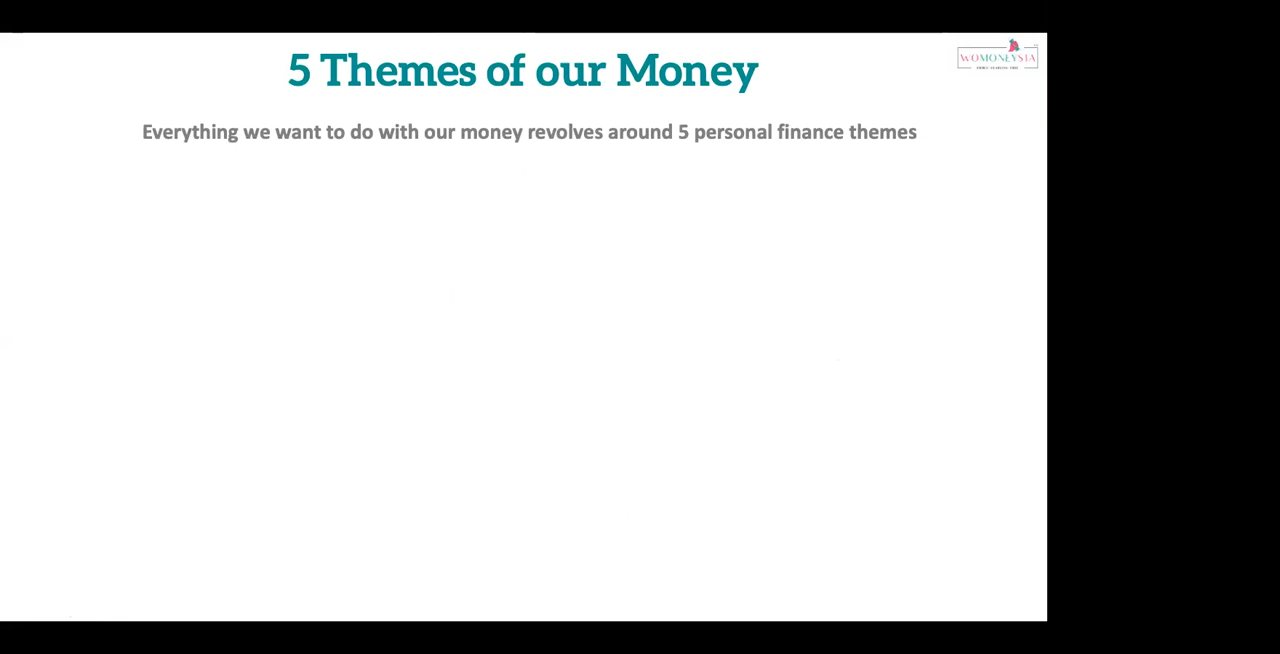 5 Themes of our Money
WOMONEYSTA
Everything we want to do with our money revolves around 5 personal finance themes